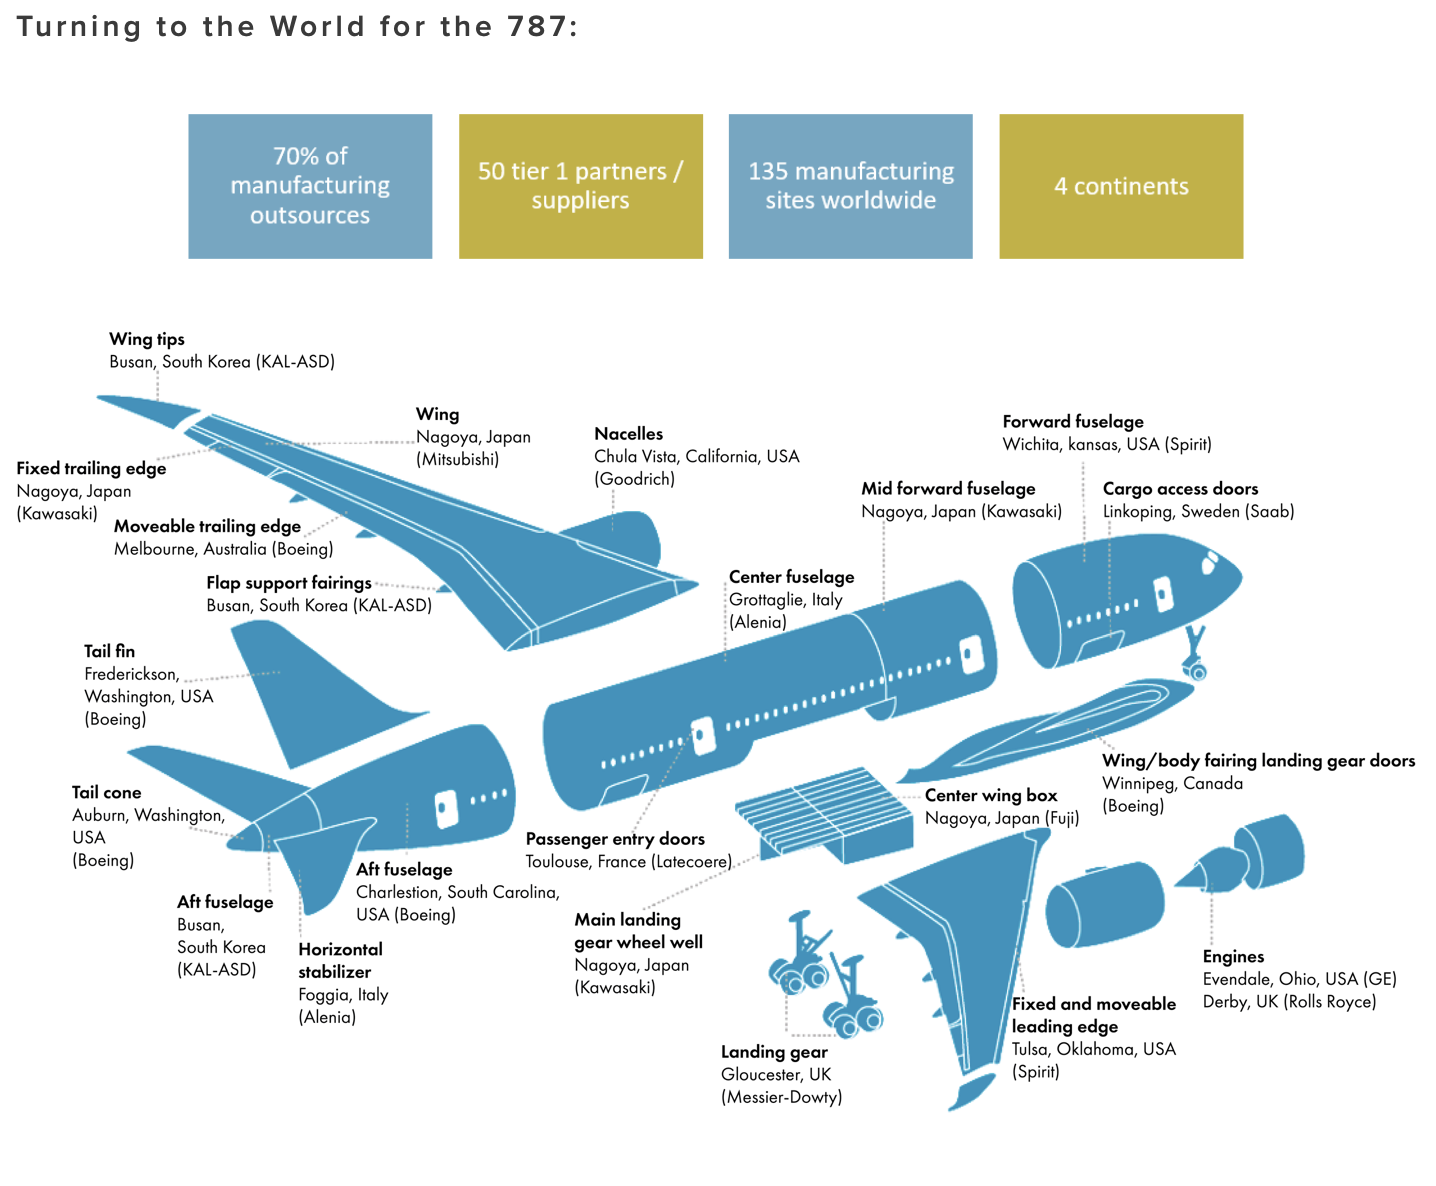 Turning to the World for the 787:
70% of
manufacturing
outsources
50 tier 1 partners /
suppliers
135 manufacturing
sites worldwide
4 continents
Wing tips
Busan, South Korea (KAL-ASD)
Wing
Nagoya, Japan
(Mitsubishi)
Nacelles
Chula Vista, California, USA
(Goodrich)
Forward fuselage
Wichita, kansas, USA (Spirit)
Fixed trailing edge
Nagoya, Japan
(Kawasaki)
Mid forward fuselage
Nagoya, Japan (Kawasaki)
Cargo access doors
Linkoping, Sweden (Saab)
Moveable trailing edge
Melbourne, Australia (Boeing)
Flap support fairings
Busan, South Korea (KAL-ASD)
Center fuselage
Grottaglie, Italy
(Alenia)
Tail fin
Frederickson,
Washington, USA
(Boeing)
Wing/body fairing landing gear doors
Winnipeg, Canada
(Boeing)
Tail cone
Auburn, Washington,
USA
(Boeing)
Center wing box
Nagoya, Japan (Fuji)
Passenger entry doors
Toulouse, France (Latecoere)
Aft fuselage
Charlestion, South Carolina,
USA (Boeing)
Aft fuselage
Busan,
South Korea
(KAL-ASD)
Horizontal
stabilizer
Foggia, Italy
(Alenia)
Main landing
gear wheel well
Nagoya, Japan
(Kawasaki)
Engines
Evendale, Ohio, USA (GE)
Derby, UK (Rolls Royce)
Fixed and moveable
leading edge
Tulsa, Oklahoma, USA
(Spirit)
Landing gear
Gloucester, UK
(Messier-Dowty)